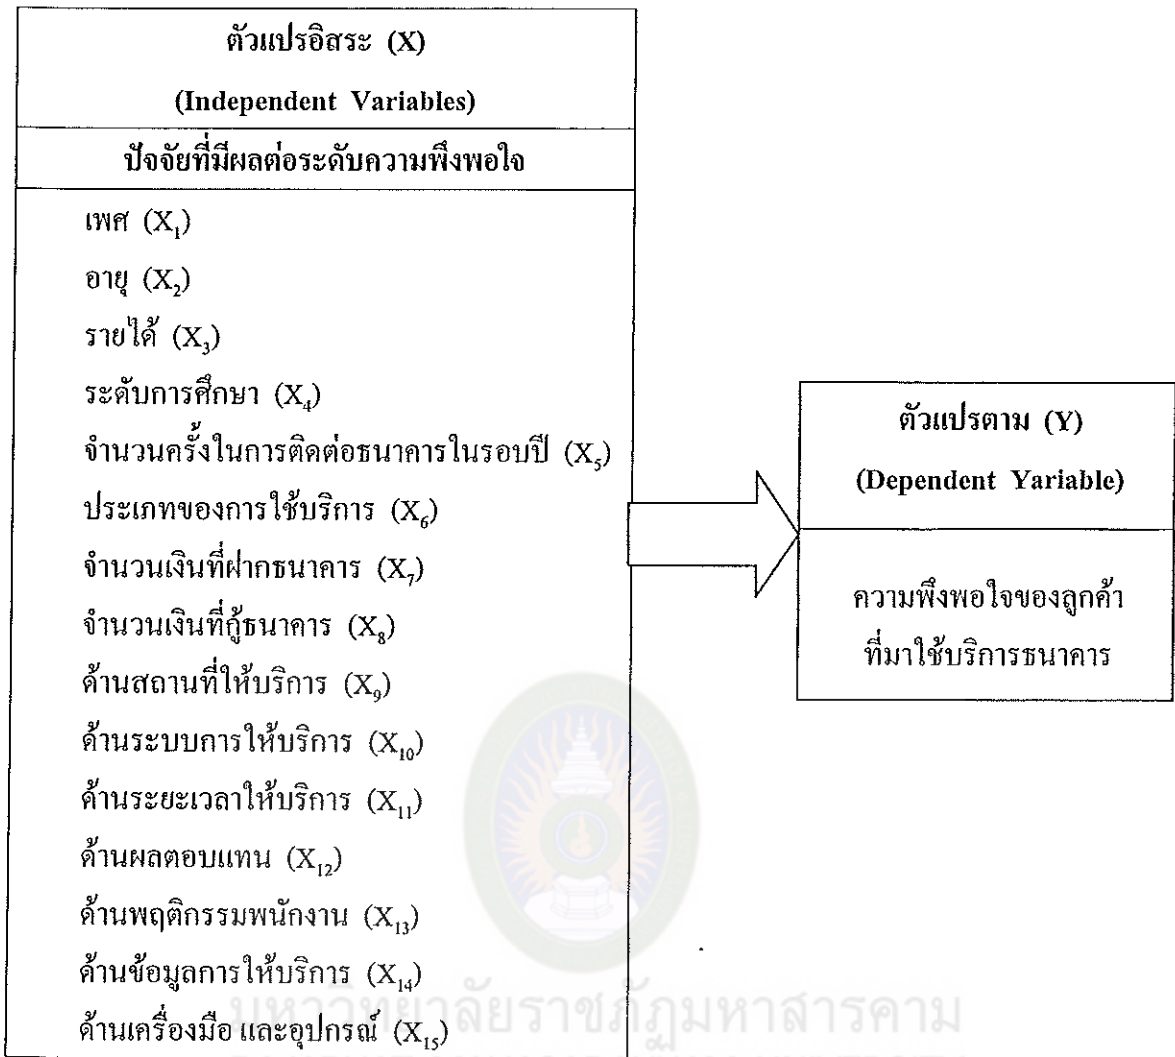 ตัวแปรอิสระ (X)
(Independent Variables)
ปัจจัยที่มีผลต่อระดับความพึงพอใจ
เพศ (X₁)
อายุ (X₂)
รายได้ (X₃)
ระดับการศึกษา (X₄)
จำนวนครั้งในการติดต่อธนาคารในรอบปี (X₅)
ประเภทของการใช้บริการ (X₆)
จำนวนเงินที่ฝากธนาคาร (X₇)
จำนวนเงินที่กู้ธนาคาร (X₈)
ด้านสถานที่ให้บริการ (X₉)
ด้านระบบการให้บริการ (X₁₀)
ด้านระยะเวลาให้บริการ (X₁₁)
ด้านผลตอบแทน (X₁₂)
ด้านพฤติกรรมพนักงาน (X₁₃)
ด้านข้อมูลการให้บริการ (X₁₄)
ด้านเครื่องมือ และอุปกรณ์ (X₁₅)
ตัวแปรตาม (Y)
(Dependent Yariable)
ความพึงพอใจของลูกค้า
ที่มาใช้บริการธนาคาร
มหาวิทยาลัยราชภัฏมหาสารคาม